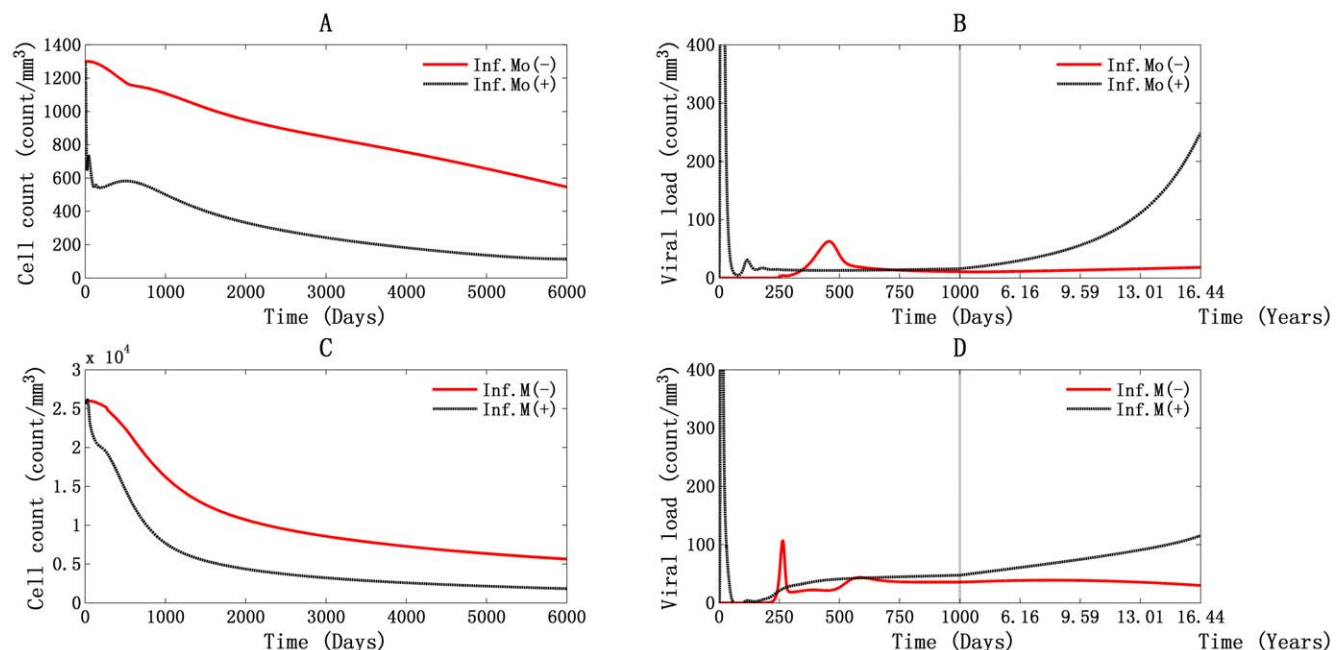 A
Cell count (count/mm³)
1400
1200
1000
800
600
400
200
0
Inf.Mo(-)
Inf.Mo(+)
0 1000 2000 3000 4000 5000 6000
Time (Days)
B
Viral load (count/mm³)
400
300
200
100
0
Inf.Mo(-)
Inf.Mo(+)
0 250 500 750 1000 6.16 9.59 13.01 16.44
Time (Days) Time (Years)
C
x 10⁴
Cell count (count/mm³)
3
2.5
2
1.5
1
0.5
0
Inf.M(-)
Inf.M(+)
0 1000 2000 3000 4000 5000 6000
Time (Days)
D
Viral load (count/mm³)
400
300
200
100
0
Inf.M(-)
Inf.M(+)
0 250 500 750 1000 6.16 9.59 13.01 16.44
Time (Days) Time (Years)